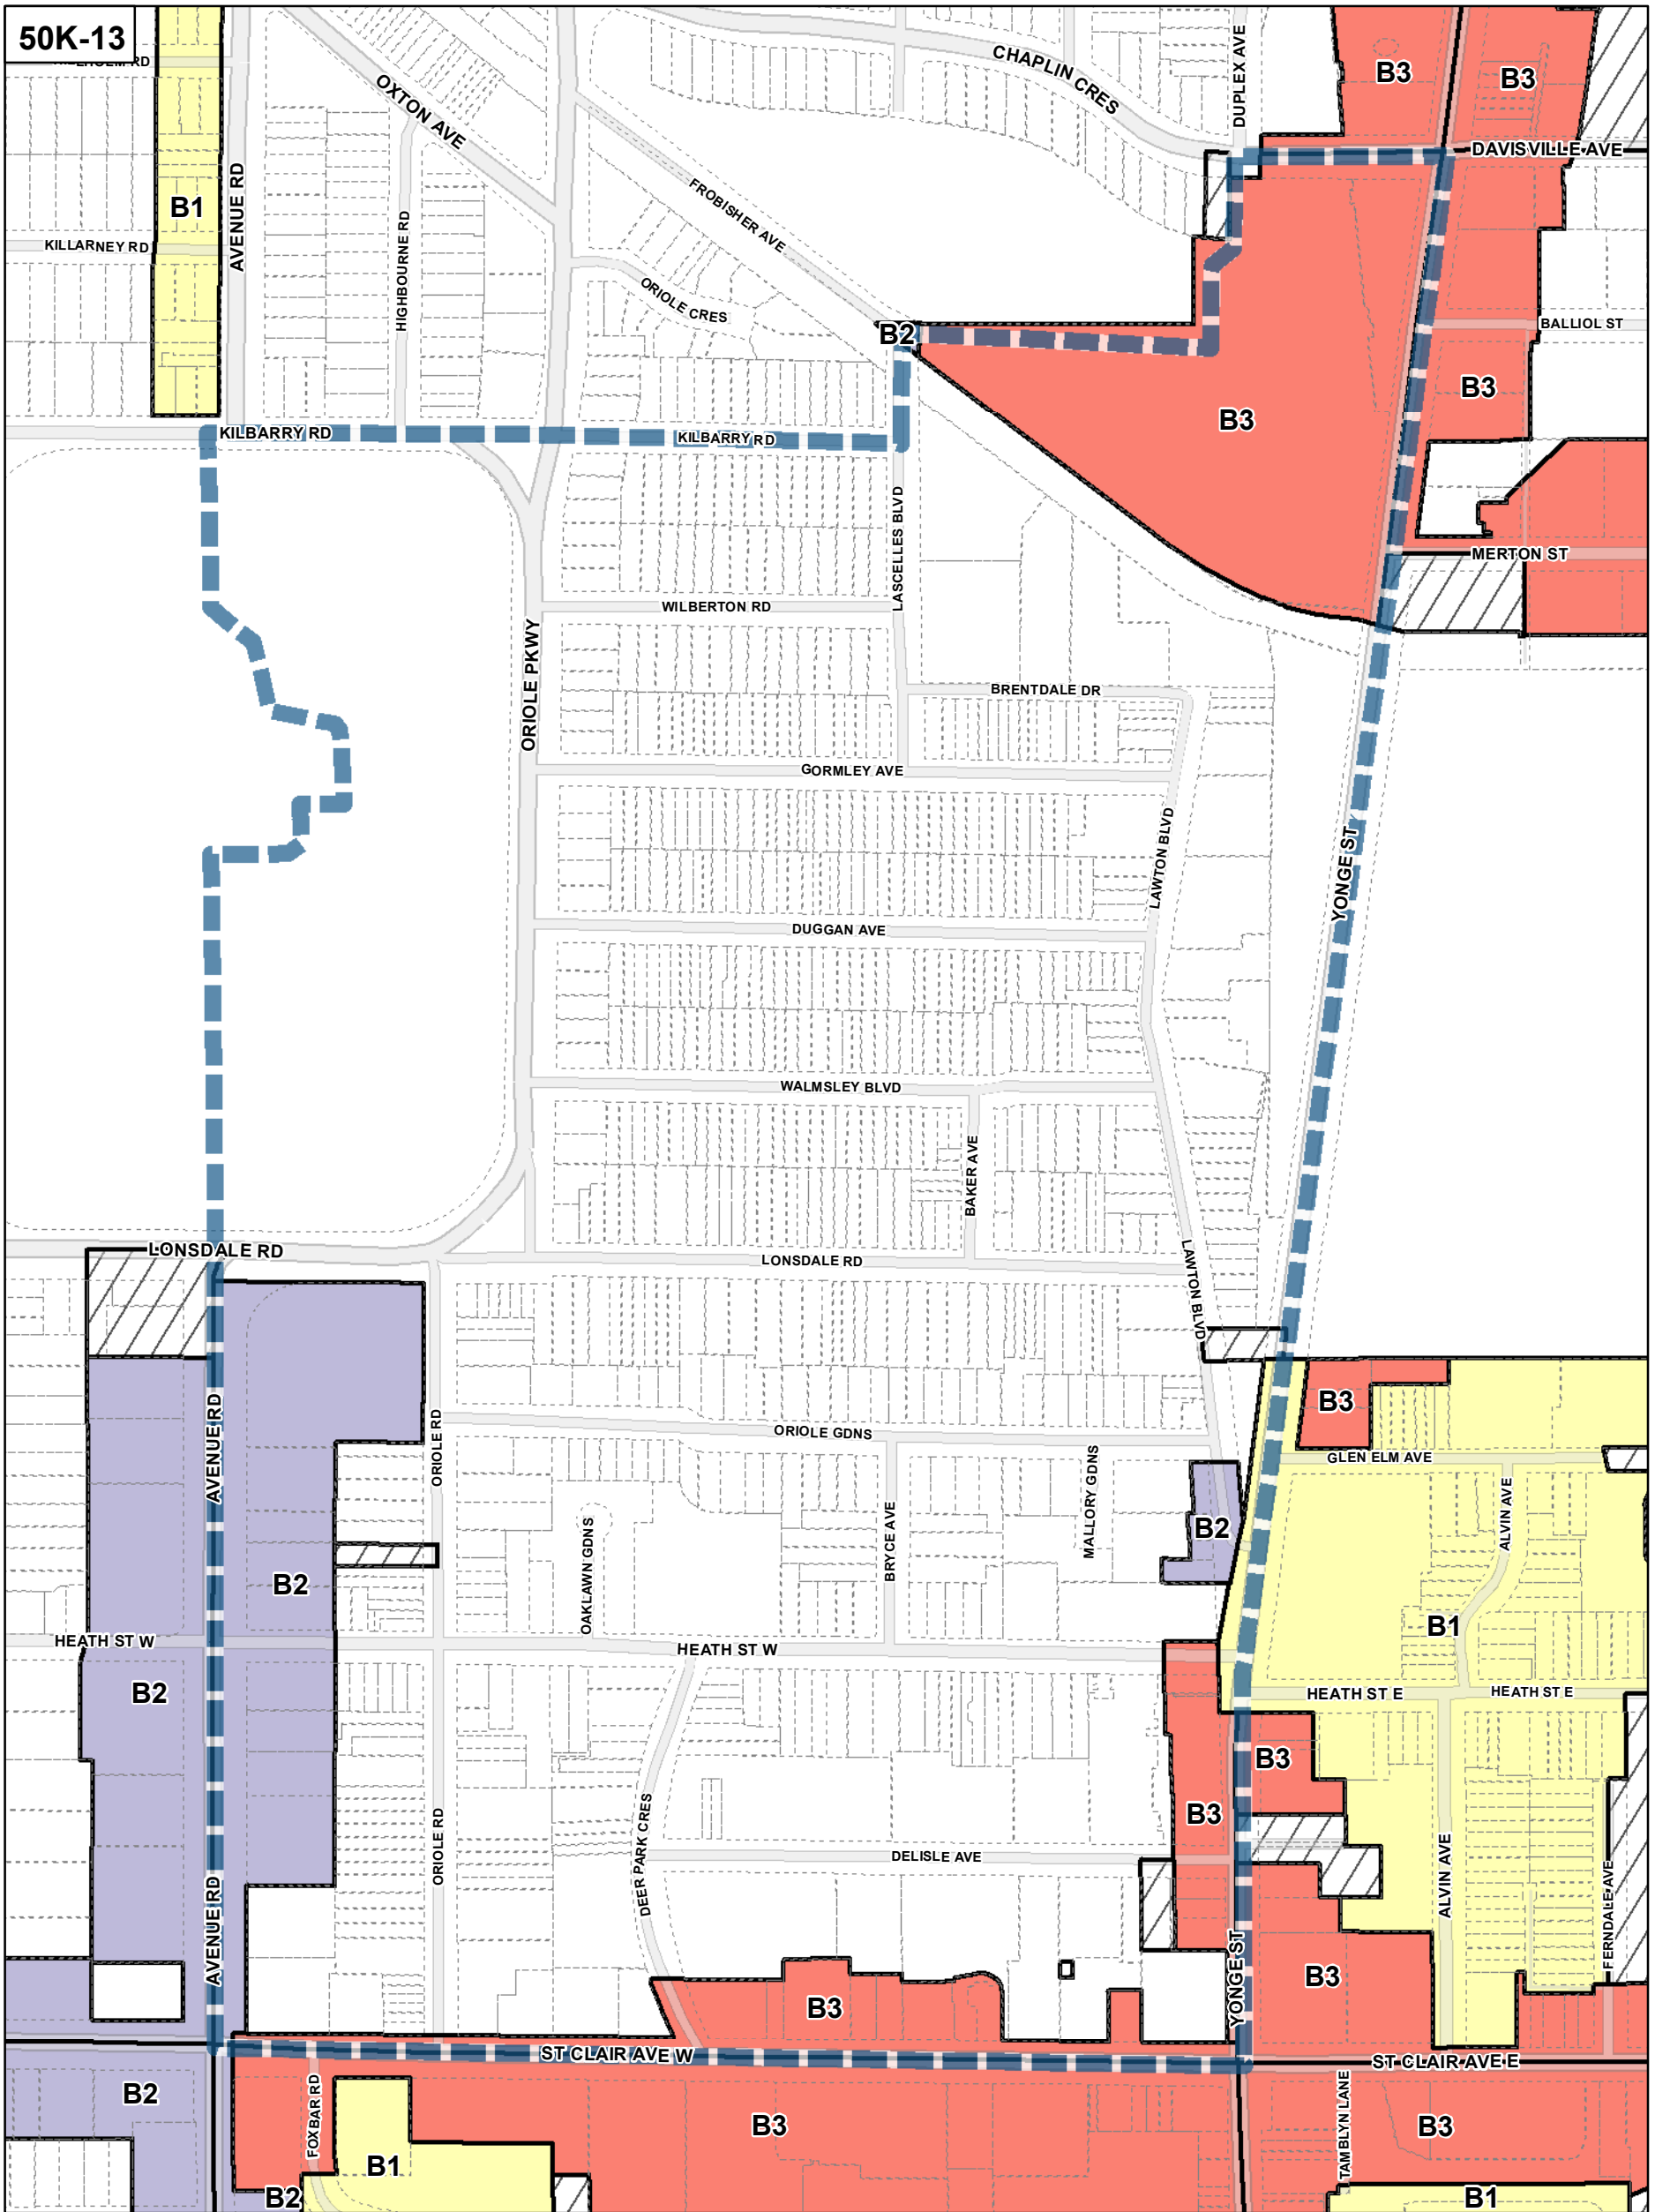 50K-13
B1
AVENUE RD
KILLARNEY RD
HIGHBOURNE RD
OXTON AVE
FROBISHER AVE
ORIOLE CRES
CHAPLIN CRES
DUPLEX AVE
B3
B3
DAVISVILLE AVE
BALLIOL ST
B2
B3
B3
KILBARRY RD
KILBARRY RD
LASCELLES BLVD
MERTON ST
WILBERTON RD
ORIOLE PKWY
BRENTDALE DR
GORMLEY AVE
LAWTON BLVD
YONGE ST
DUGGAN AVE
WALMSLEY BLVD
BAKER AVE
LONSDALE RD
LONSDALE RD
LAWTON BLVD
B3
AVENUE RD
ORIOLE RD
ORIOLE GDNS
MALLORY GDNS
GLEN ELM AVE
ALVIN AVE
B2
B2
OAKLAWN GDNS
BRYCE AVE
B1
HEATH ST W
HEATH ST W
B2
HEATH ST E
HEATH ST E
B3
B3
ORIOLE RD
DEER PARK CRES
DELISLE AVE
ALVIN AVE
FERNDALE AVE
AVENUE RD
YONGE ST
B3
B3
ST CLAIR AVE W
ST CLAIR AVE E
B2
FOXBAR RD
B3
TAMBLYN LANE
B3
B1
B2
B1